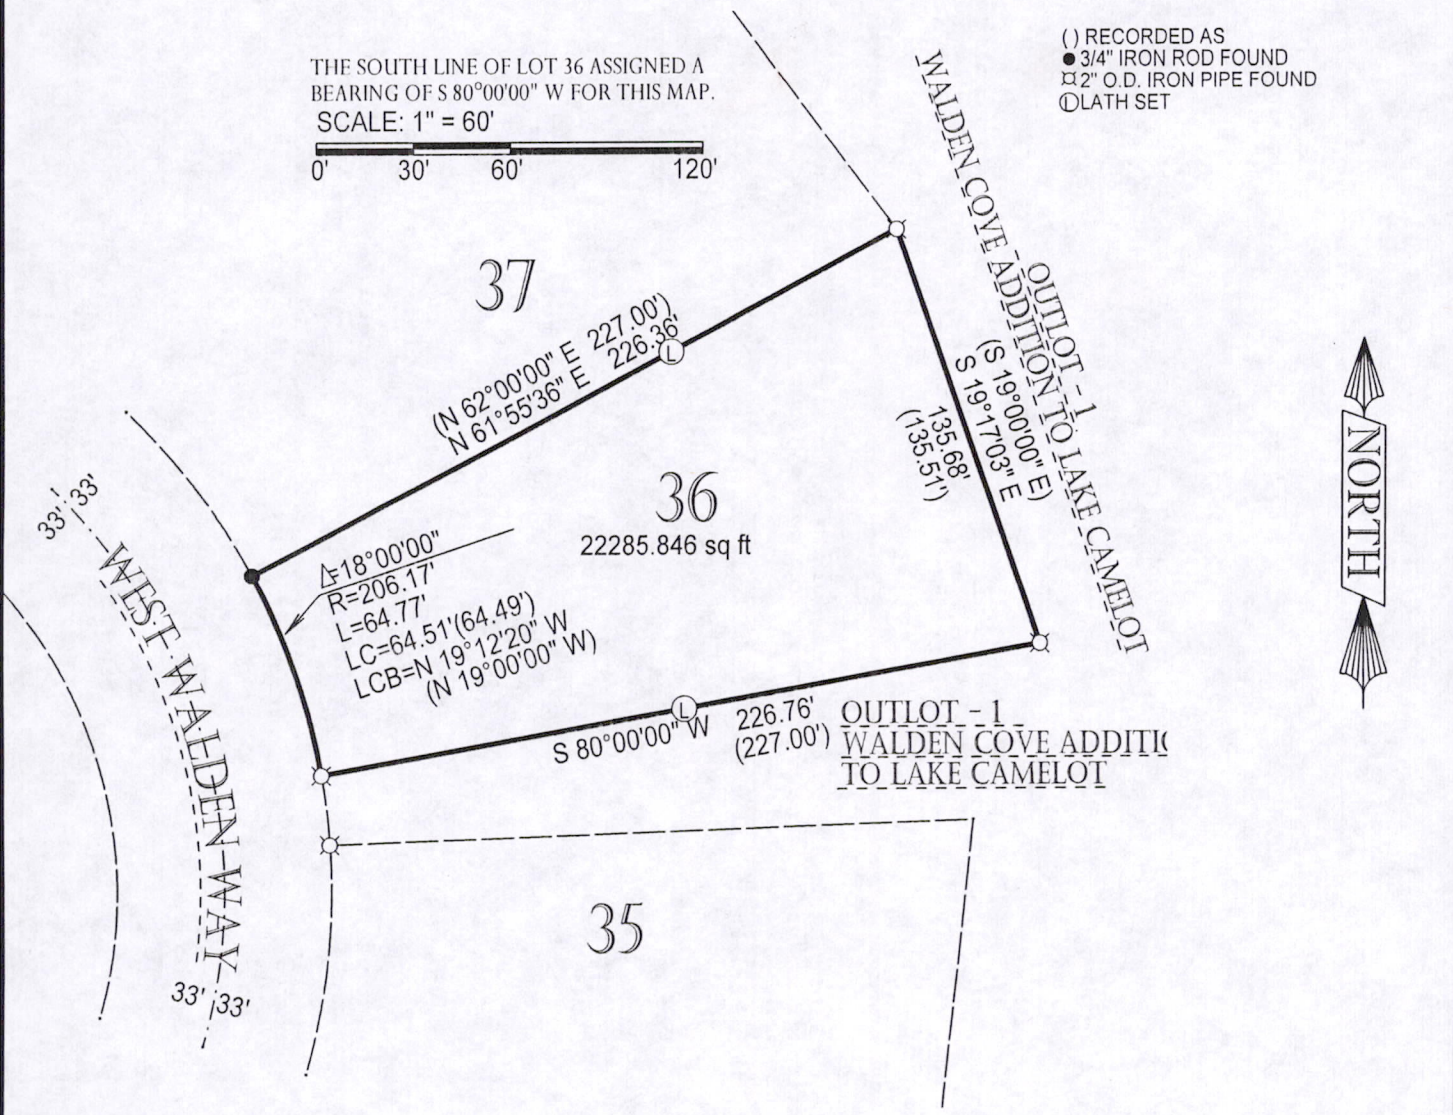 THE SOUTH LINE OF LOT 36 ASSIGNED A
BEARING OF S 80°00'00" W FOR THIS MAP.
SCALE: 1" = 60'
0' 30' 60' 120'
( ) RECORDED AS
3/4" IRON ROD FOUND
2" O.D. IRON PIPE FOUND
Ⓛ LATH SET
37
(N 62°00'00" E 227.00')
N 61°55'36" E 226.36'
L
OUTLOT - 1
WALDEN COVE ADDITION TO LAKE CAMELOT
(S 19°00'00" E)
S 19°17'03" E
135.68'
(135.51')
NORTH
36
22285.846 sq ft
33' 33'
WEST WALDEN WAY
33' 33'
Δ=18°00'00"
R=206.17'
L=64.77'
LC=64.51'(64.49')
LCB=N 19°12'20" W
(N 19°00'00" W)
L
S 80°00'00" W 226.76'
(227.00')
OUTLOT - 1
WALDEN COVE ADDITI
TO LAKE CAMELOT
35